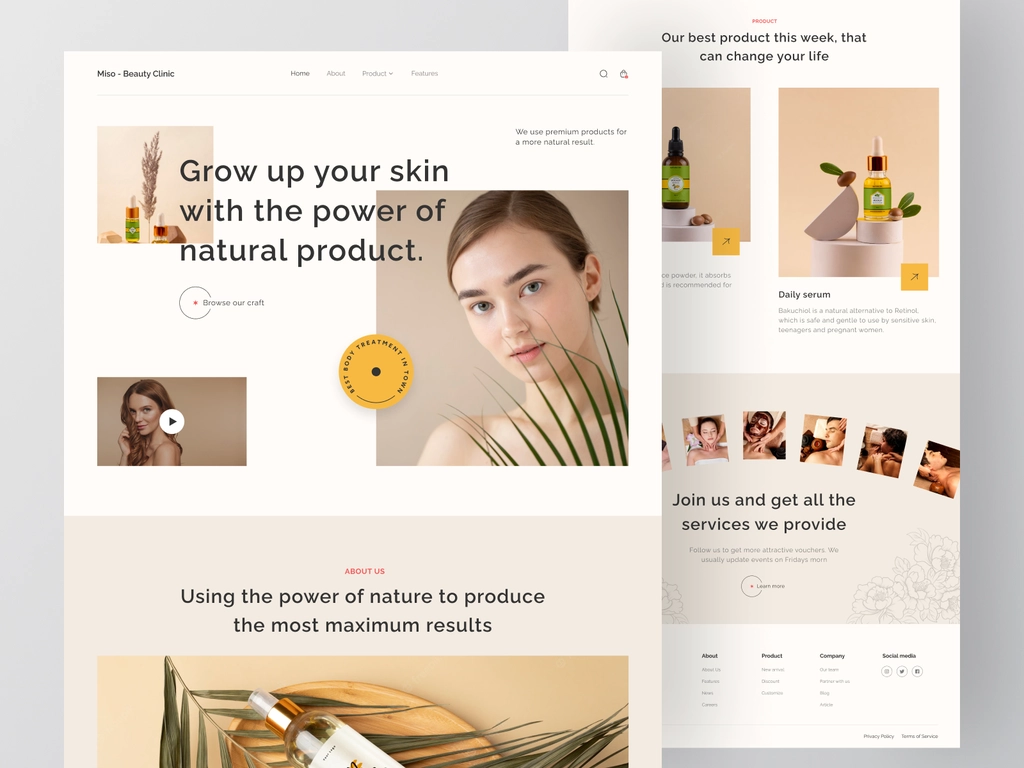 Miso - Beauty Clinic
Home
About
Product
Features
We use premium products for
a more natural result.
Grow up your skin
with the power of
natural product.
Browse our craft
BEST BODY TREATMENT IN TOWN
ABOUT US
Using the power of nature to produce
the most maximum results
PRODUCT
Our best product this week, that
can change your life
ce powder, it absorbs
is recommended for
Daily serum
Bakuchiol is a natural alternative to Retinol,
which is safe and gentle to use by sensitive skin,
teenagers and pregnant women.
Join us and get all the
services we provide
Follow us to get more attractive vouchers. We
usually update events on Fridays morn
Learn more
About
About Us
Features
News
Careers
Product
New arrival
Discount
Customize
Company
Our team
Partner with us
Blog
Article
Social media
Privacy Policy
Terms of Service